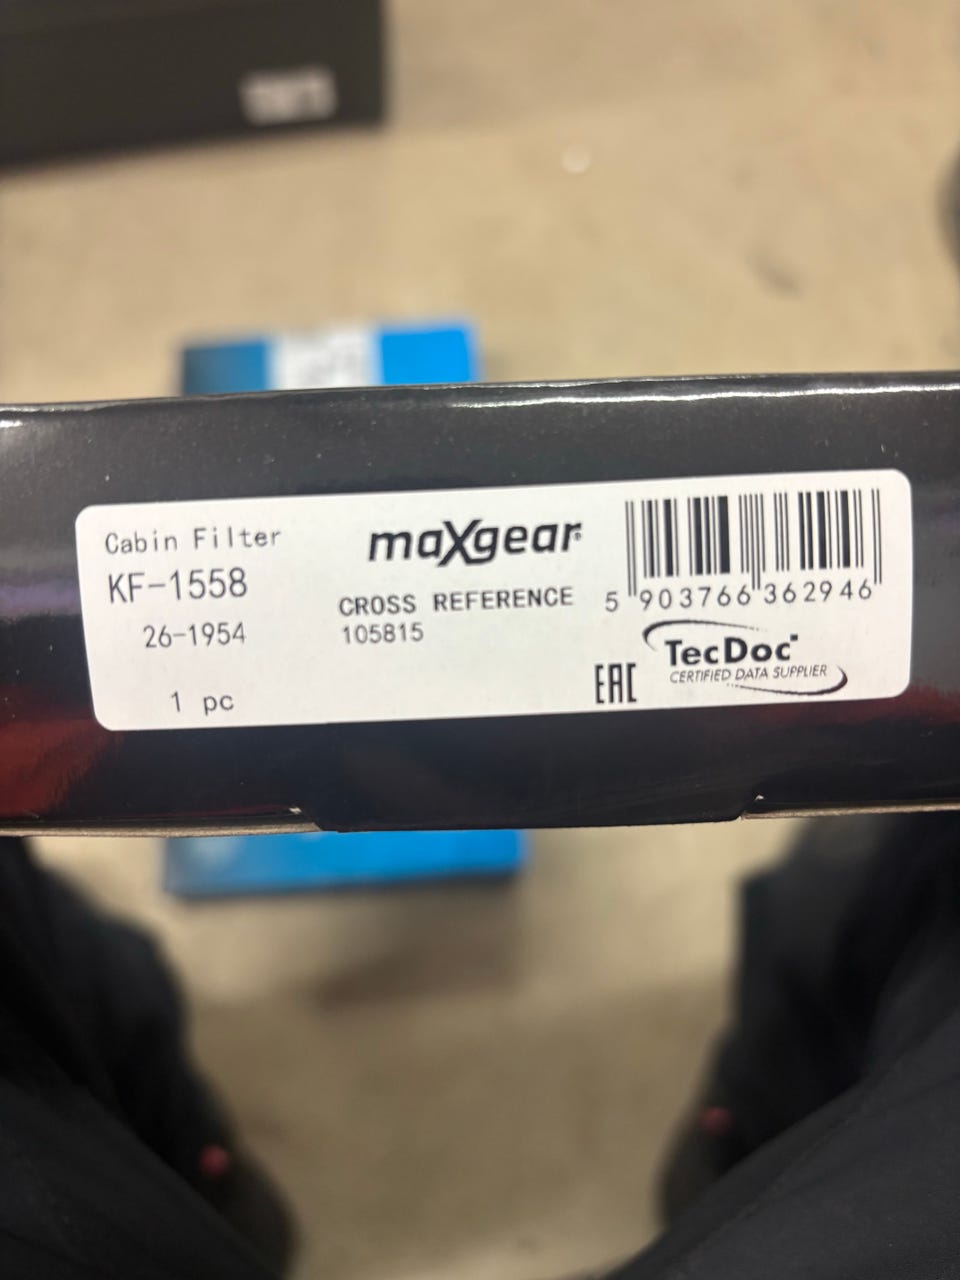 Cabin Filter
KF-1558
26-1954
1 pc
maXgear®
CROSS REFERENCE
105815
5 903766 362946
EAC
TecDoc
CERTIFIED DATA SUPPLIER